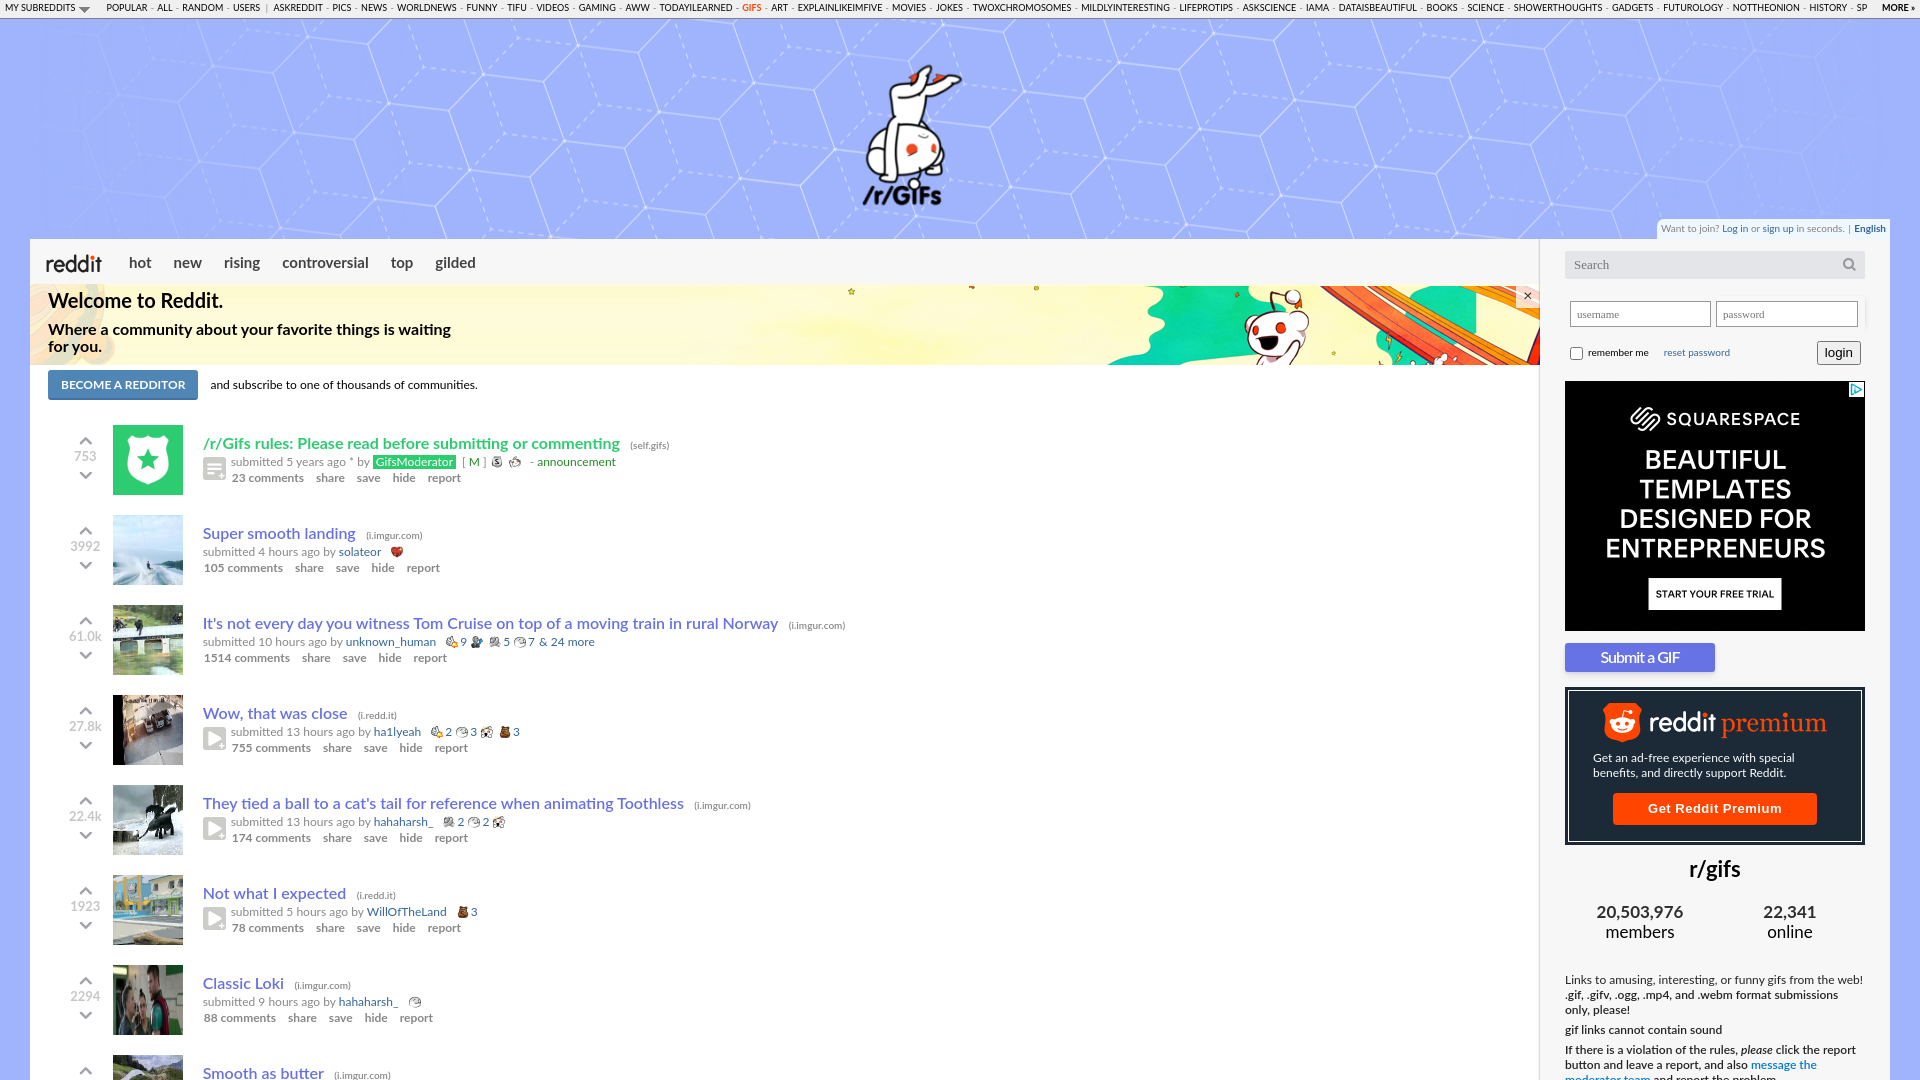 MY SUBREDDITS POPULAR - ALL - RANDOM - USERS | ASKREDDIT - PICS - NEWS - WORLDNEWS - FUNNY - TIFU - VIDEOS - GAMING - AWW - TODAYILEARNED - GIFS - ART - EXPLAINLIKEIMFIVE - MOVIES - JOKES - TWOXCHROMOSOMES - MILDLYINTERESTING - LIFEPROTIPS - ASKSCIENCE - IAMA - DATAISBEAUTIFUL - BOOKS - SCIENCE - SHOWERTHOUGHTS - GADGETS - FUTUROLOGY - NOTTHEONION - HISTORY - SP MORE »
/r/GIFs
Want to join? Log in or sign up in seconds. | English
reddit hot new rising controversial top gilded
Welcome to Reddit.
Where a community about your favorite things is waiting
for you.
×
BECOME A REDDITOR and subscribe to one of thousands of communities.
753
/r/Gifs rules: Please read before submitting or commenting (self.gifs)
submitted 5 years ago * by GifsModerator [ M ] - announcement
23 comments share save hide report
3992
Super smooth landing (i.imgur.com)
submitted 4 hours ago by solateor
105 comments share save hide report
61.0k
It's not every day you witness Tom Cruise on top of a moving train in rural Norway (i.imgur.com)
submitted 10 hours ago by unknown_human 9 5 7 & 24 more
1514 comments share save hide report
27.8k
Wow, that was close (i.redd.it)
submitted 13 hours ago by ha1lyeah 2 3 3
755 comments share save hide report
22.4k
They tied a ball to a cat's tail for reference when animating Toothless (i.imgur.com)
submitted 13 hours ago by hahaharsh_ 2 2
174 comments share save hide report
1923
Not what I expected (i.redd.it)
submitted 5 hours ago by WillOfTheLand 3
78 comments share save hide report
2294
Classic Loki (i.imgur.com)
submitted 9 hours ago by hahaharsh_
88 comments share save hide report
Smooth as butter (i.imgur.com)
Search
username password
remember me reset password login
SQUARESPACE
BEAUTIFUL
TEMPLATES
DESIGNED FOR
ENTREPRENEURS
START YOUR FREE TRIAL
Submit a GIF
reddit premium
Get an ad-free experience with special
benefits, and directly support Reddit.
Get Reddit Premium
r/gifs
20,503,976 22,341
members online
Links to amusing, interesting, or funny gifs from the web!
.gif, .gifv, .ogg, .mp4, and .webm format submissions
only, please!
gif links cannot contain sound
If there is a violation of the rules, please click the report
button and leave a report, and also message the
moderator team and report the problem.